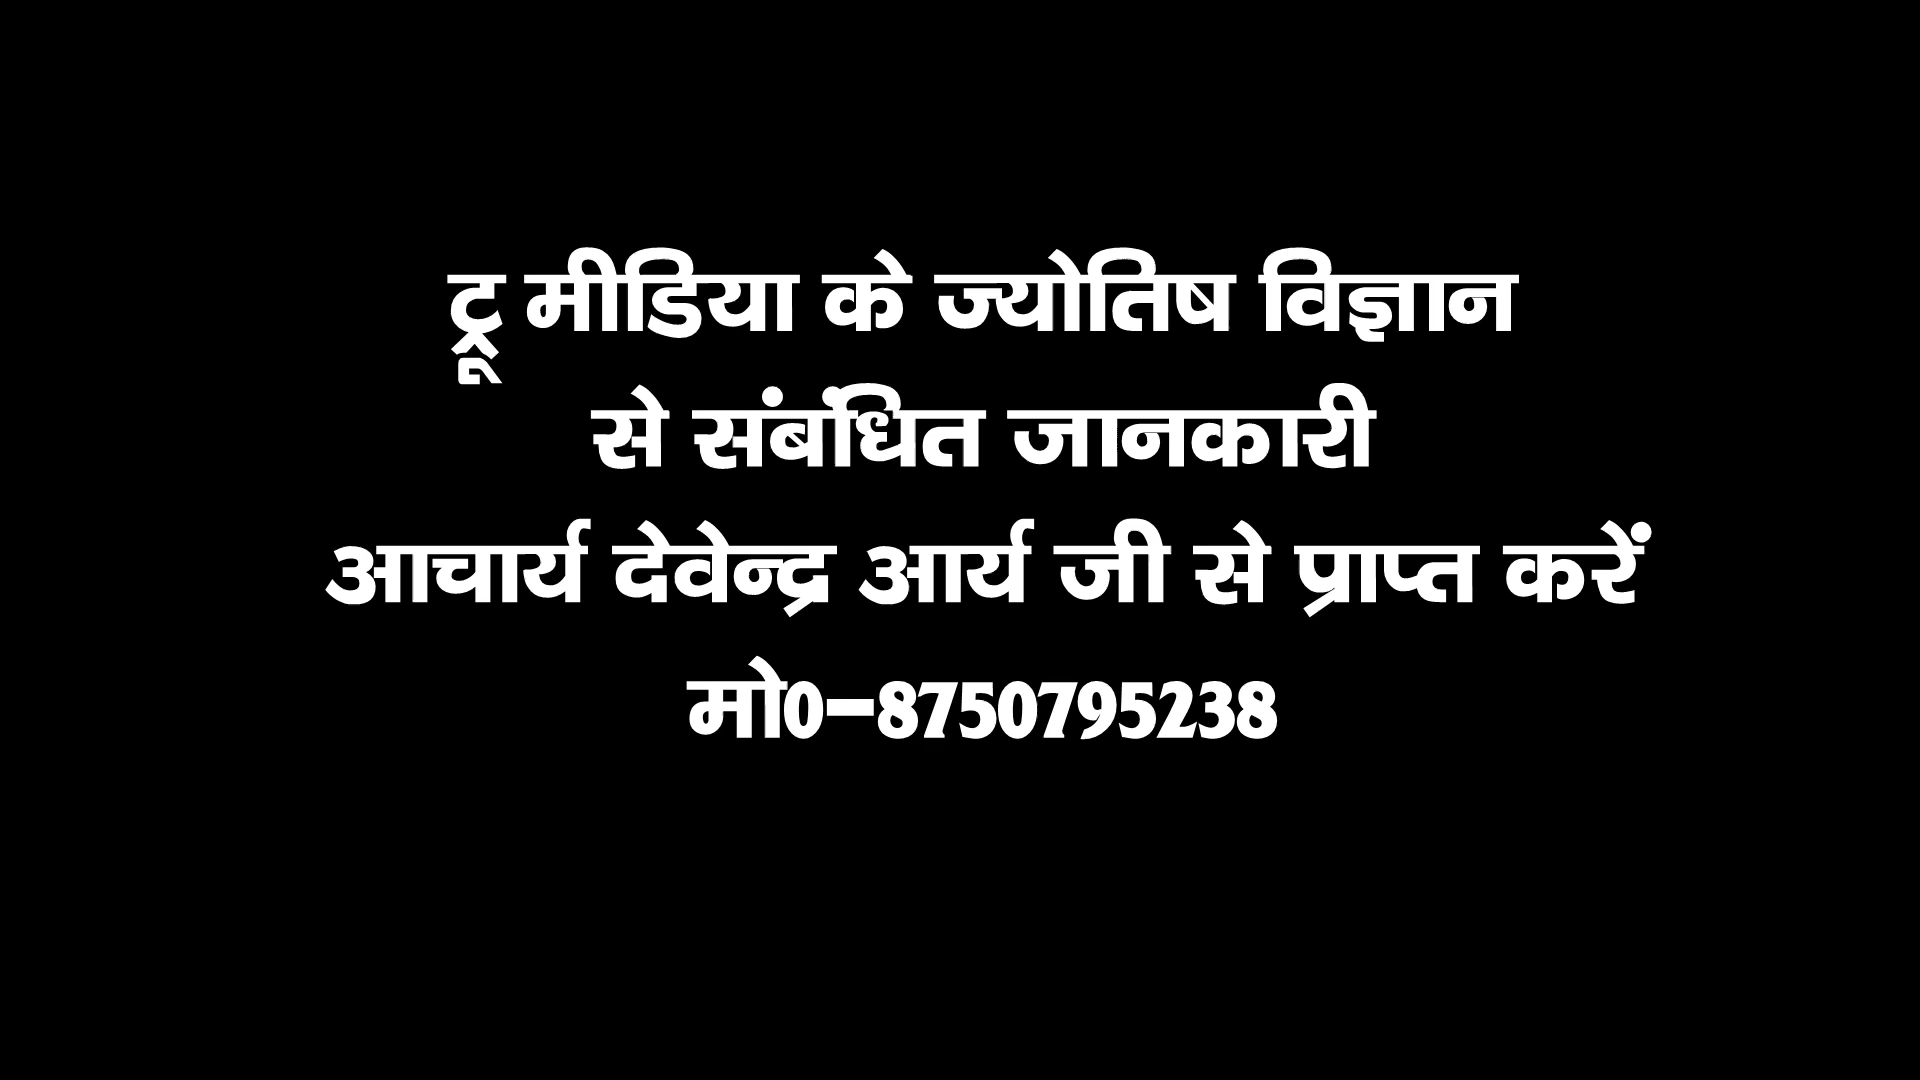 ट्रू मीडिया के ज्योतिष विज्ञान
से संबंधित जानकारी
आचार्य देवेन्द्र आर्य जी से प्राप्त करें
मो0-8750795238